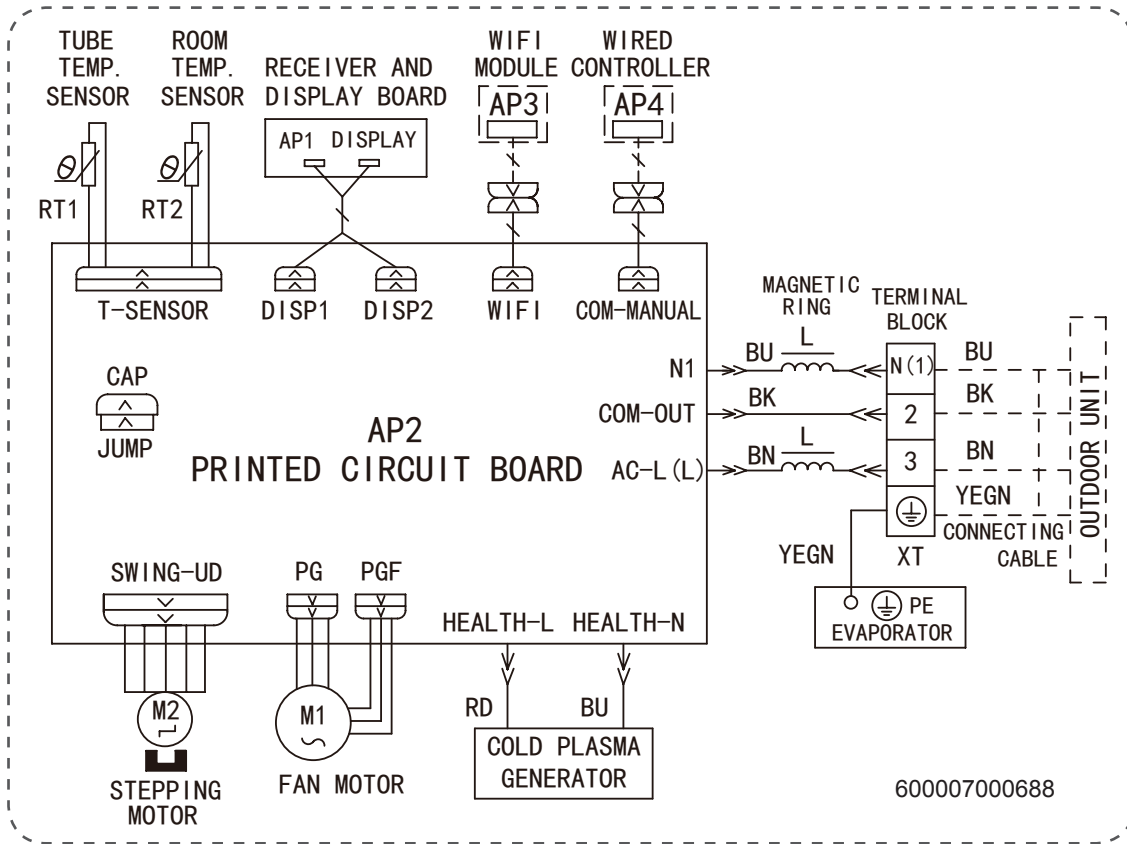 TUBE
TEMP.
SENSOR
ROOM
TEMP.
SENSOR
RECEIVER AND
DISPLAY BOARD
WIFI
MODULE
WIRED
CONTROLLER
AP1 DISPLAY
AP3
AP4
θ
RT1
θ
RT2
T-SENSOR
DISP1
DISP2
WIFI
COM-MANUAL
MAGNETIC
RING
TERMINAL
BLOCK
CAP
JUMP
AP2
PRINTED CIRCUIT BOARD
N1
BU
L
N(1)
BU
COM-OUT
BK
2
BK
AC-L(L)
BN
L
3
BN
YEGN
OUTDOOR UNIT
CONNECTING
CABLE
XT
YEGN
PE
EVAPORATOR
SWING-UD
PG
PGF
HEALTH-L
HEALTH-N
M2
STEPPING
MOTOR
M1
FAN MOTOR
RD
BU
COLD PLASMA
GENERATOR
600007000688